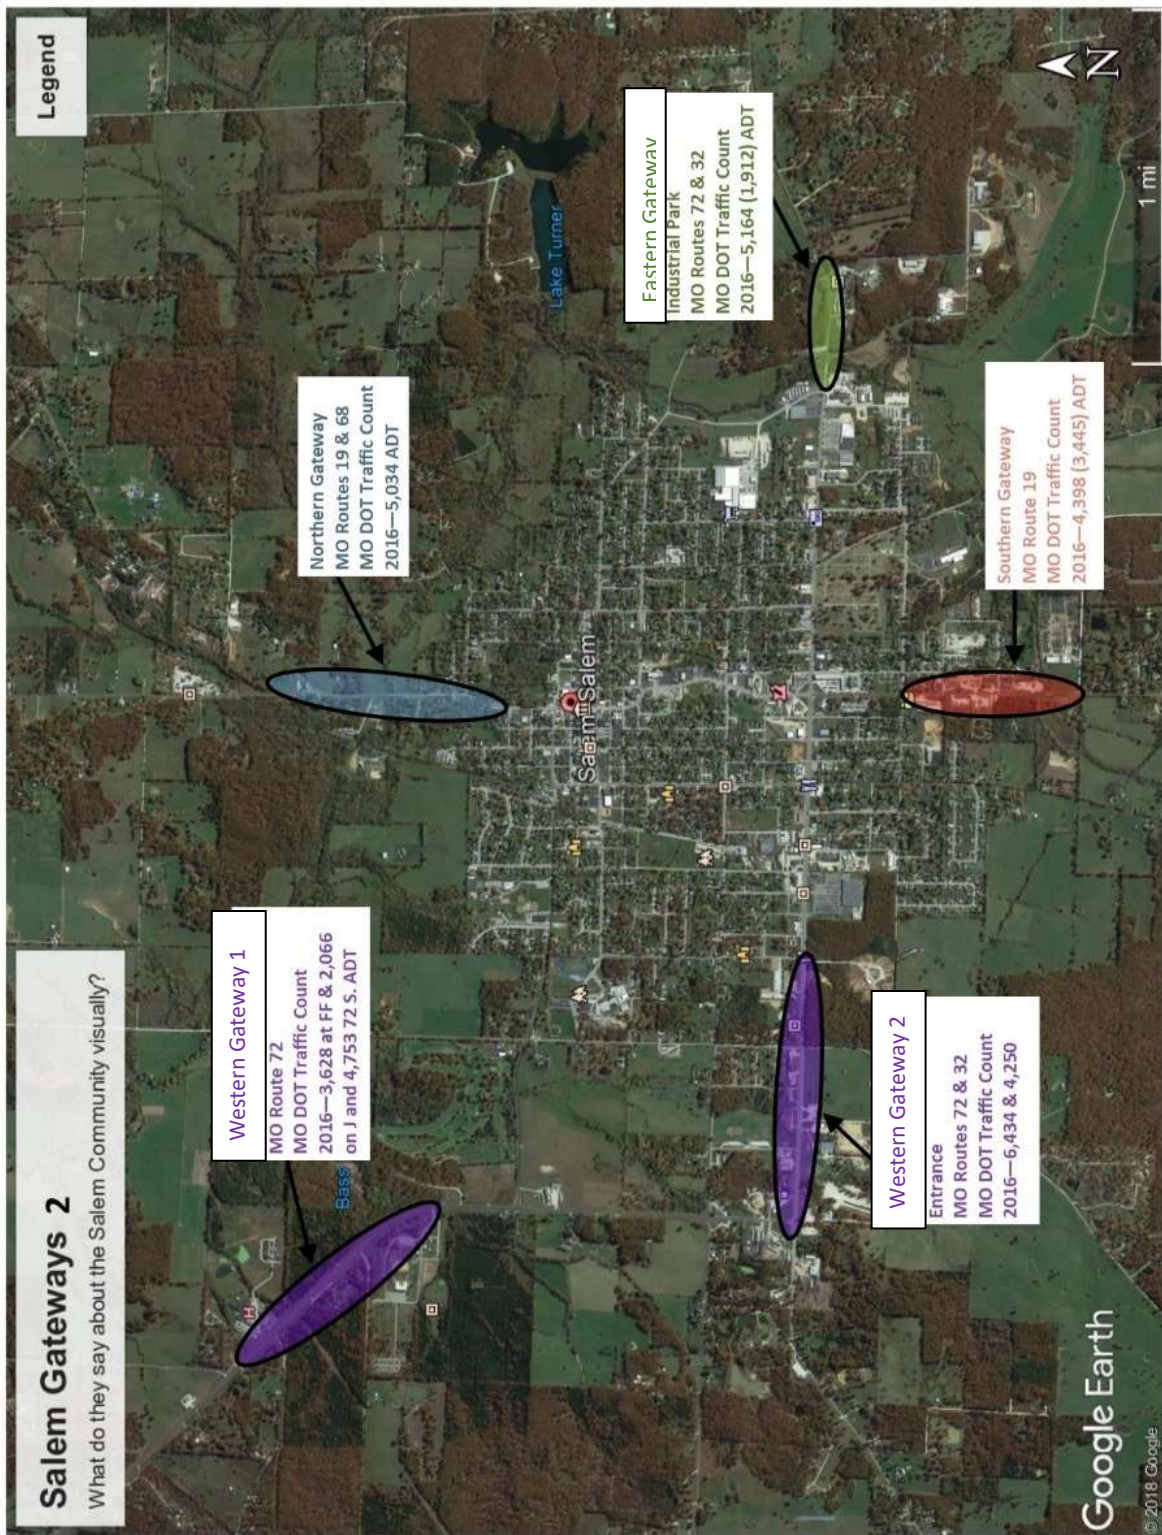 Salem Gateways 2
What do they say about the Salem Community visually?
Legend
Western Gateway 1
MO Route 72
MO DOT Traffic Count
2016—3,628 at FF & 2,066
on J and 4,753 72 S. ADT
Northern Gateway
MO Routes 19 & 68
MO DOT Traffic Count
2016—5,034 ADT
Bass
Lake Turner
H
Salem
Salem
Eastern Gateway
Industrial Park
MO Routes 72 & 32
MO DOT Traffic Count
2016—5,164 (1,912) ADT
Western Gateway 2
Entrance
MO Routes 72 & 32
MO DOT Traffic Count
2016—6,434 & 4,250
Southern Gateway
MO Route 19
MO DOT Traffic Count
2016—4,398 (3,445) ADT
N
1 mi
Google Earth
© 2018 Google